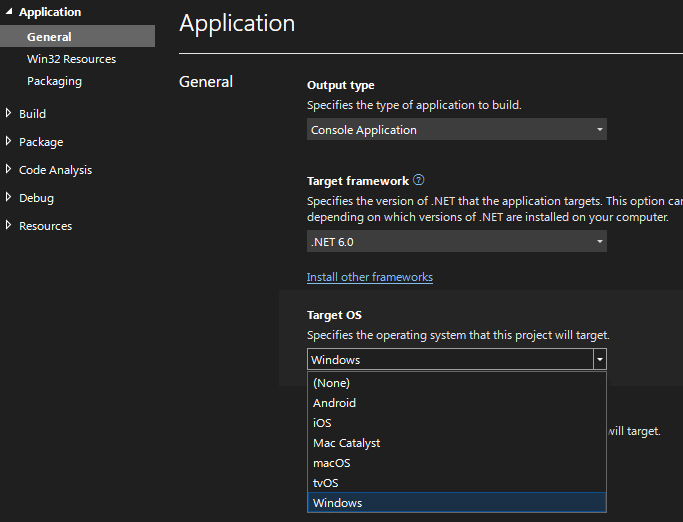 Application
General
Win32 Resources
Packaging
Build
Package
Code Analysis
Debug
Resources
Application
General
Output type
Specifies the type of application to build.
Console Application
Target framework
Specifies the version of .NET that the application targets. This option can
depending on which versions of .NET are installed on your computer.
.NET 6.0
Install other frameworks
Target OS
Specifies the operating system that this project will target.
Windows
(None)
Android
iOS
Mac Catalyst
will target.
macOS
tvOS
Windows